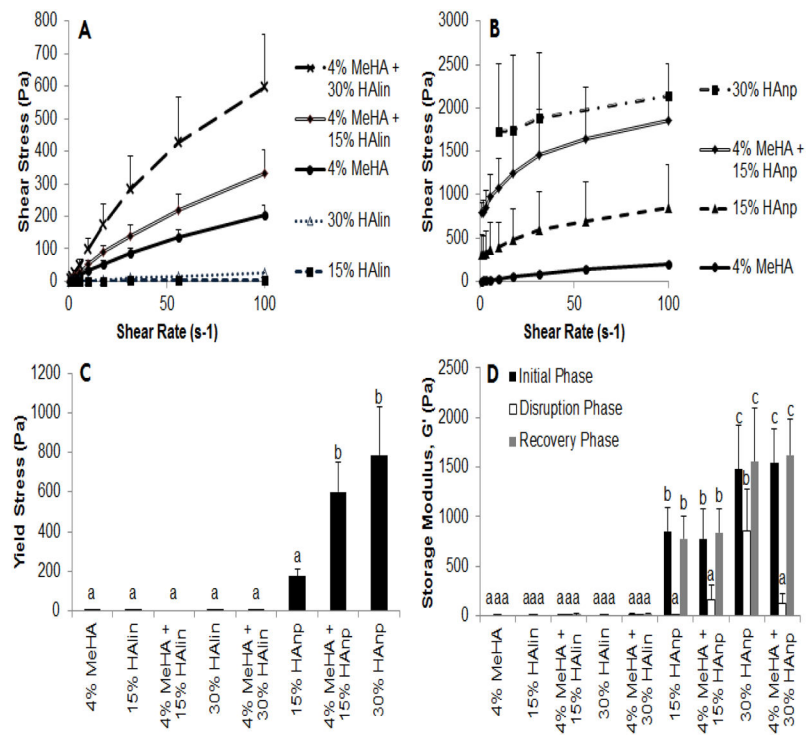 A
Shear Stress (Pa)
800
700
600
500
400
300
200
100
0
0
50
100
Shear Rate (s-1)
4% MeHA +
30% HAlin
4% MeHA +
15% HAlin
4% MeHA
30% HAlin
15% HAlin
B
Shear Stress (Pa)
3000
2500
2000
1500
1000
500
0
0
50
100
Shear Rate (s-1)
30% HAnp
4% MeHA +
15% HAnp
15% HAnp
4% MeHA
C
Yield Stress (Pa)
1200
1000
800
600
400
200
0
a
a
a
a
a
a
b
b
4% MeHA
15% HAlin
4% MeHA +
15% HAlin
30% HAlin
4% MeHA +
30% HAlin
15% HAnp
4% MeHA +
15% HAnp
30% HAnp
D
Storage Modulus, G' (Pa)
2500
2000
1500
1000
500
0
Initial Phase
Disruption Phase
Recovery Phase
aaa
aaa
aaa
aaa
aaa
b
a
b
b
a
b
c
b
c
c
a
c
4% MeHA
15% HAlin
4% MeHA +
15% HAlin
30% HAlin
4% MeHA +
30% HAlin
15% HAnp
4% MeHA +
15% HAnp
30% HAnp
4% MeHA +
30% HAnp